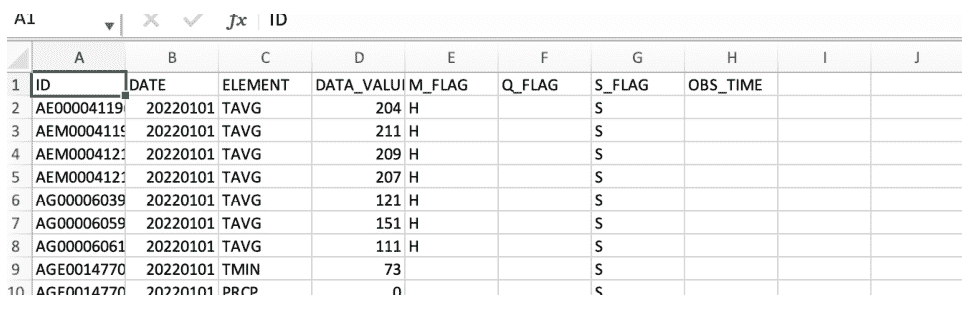 A1 fx ID
A B C D E F G H I J
1 ID DATE ELEMENT DATA_VALUI M_FLAG Q_FLAG S_FLAG OBS_TIME
2 AE00004119 20220101 TAVG 204 H S
3 AEM0004119 20220101 TAVG 211 H S
4 AEM0004121 20220101 TAVG 209 H S
5 AEM0004121 20220101 TAVG 207 H S
6 AG00006039 20220101 TAVG 121 H S
7 AG00006059 20220101 TAVG 151 H S
8 AG00006061 20220101 TAVG 111 H S
9 AGE0014770 20220101 TMIN 73 S
10 AGE0014770 20220101 PRCP 0 S